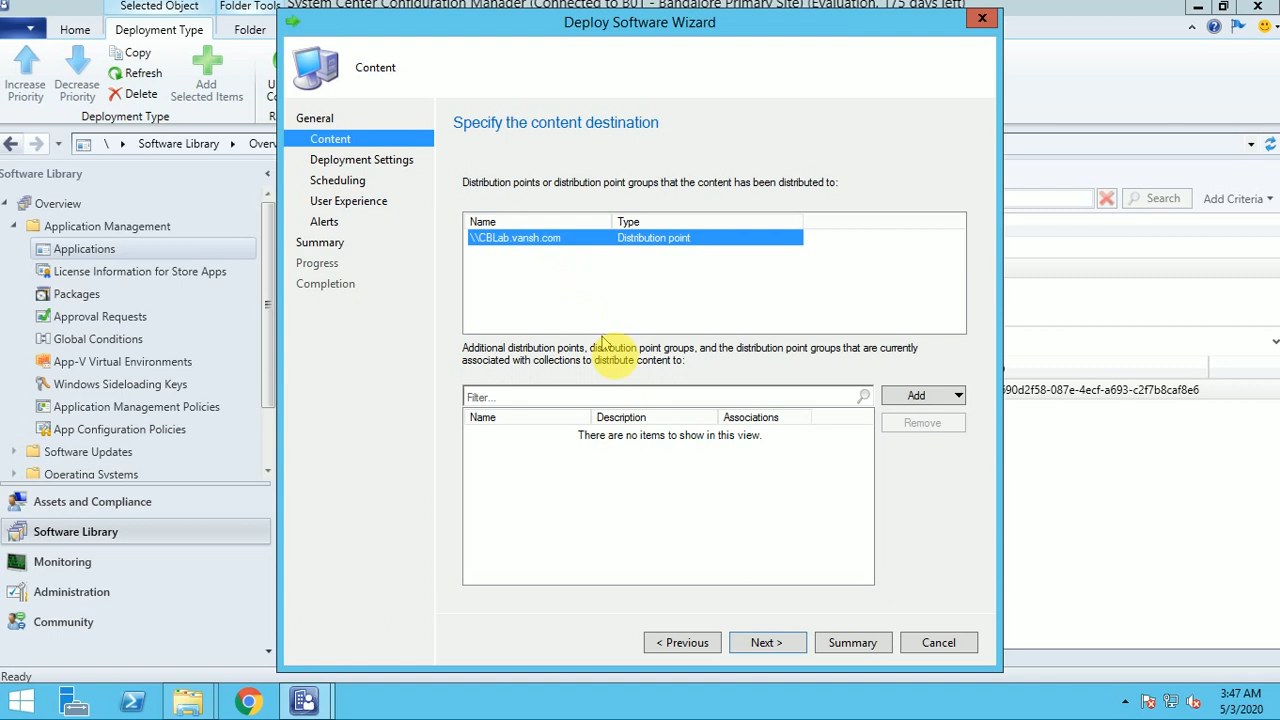 Selected Object
Folder Tools
System Center Configuration Manager (Connected to B01 - Bangalore Primary Site) (Evaluation, 175 days left)
Deploy Software Wizard
Home
Deployment Type
Folder
Increase Priority
Decrease Priority
Copy
Refresh
Delete
Add Selected Items
Deployment Type
Content
\
Software Library
Software Library
Overview
Application Management
Applications
License Information for Store Apps
Packages
Approval Requests
Global Conditions
App-V Virtual Environments
Windows Sideloading Keys
Application Management Policies
App Configuration Policies
Software Updates
Operating Systems
Assets and Compliance
Software Library
Monitoring
Administration
Community
Ready
General
Content
Deployment Settings
Scheduling
User Experience
Alerts
Summary
Progress
Completion
Specify the content destination
Distribution points or distribution point groups that the content has been distributed to:
Name Type
\\CBLab.vansh.com Distribution point
Additional distribution points, distribution point groups, and the distribution point groups that are currently
associated with collections to distribute content to:
Filter...
Add
Remove
Name Description Associations
There are no items to show in this view.
< Previous
Next >
Summary
Cancel
Search
Add Criteria
3:47 AM
5/3/2020